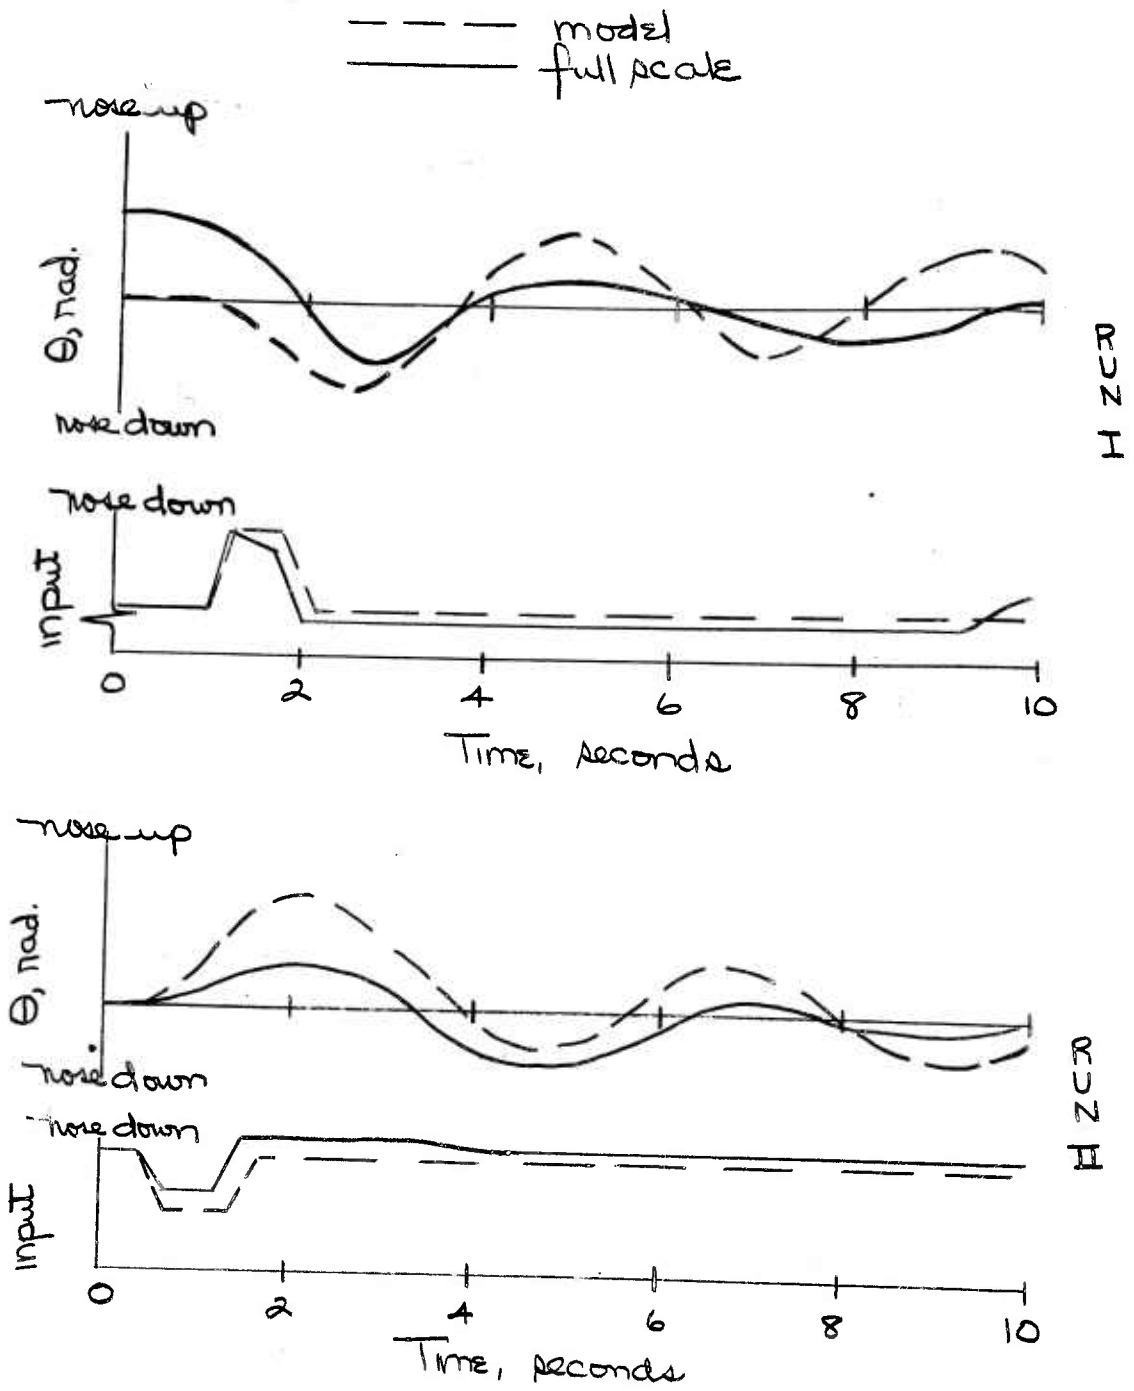 model
full scale
nose up
θ, rad.
nose down
RUN I
nose down
Input
0 2 4 6 8 10
Time, seconds
nose up
θ, rad.
nose down
RUN II
nose down
Input
0 2 4 6 8 10
Time, seconds